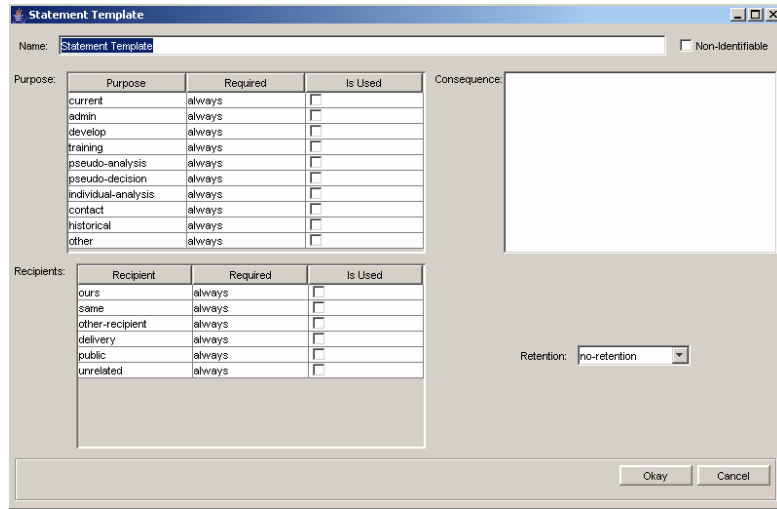 Statement Template
Name: Statement Template Non-Identifiable
Purpose: Purpose Required Is Used Consequence:
current always
admin always
develop always
training always
pseudo-analysis always
pseudo-decision always
individual-analysis always
contact always
historical always
other always
Recipients: Recipient Required Is Used
ours always
same always
other-recipient always
delivery always
public always
unrelated always
Retention: no-retention
Okay Cancel